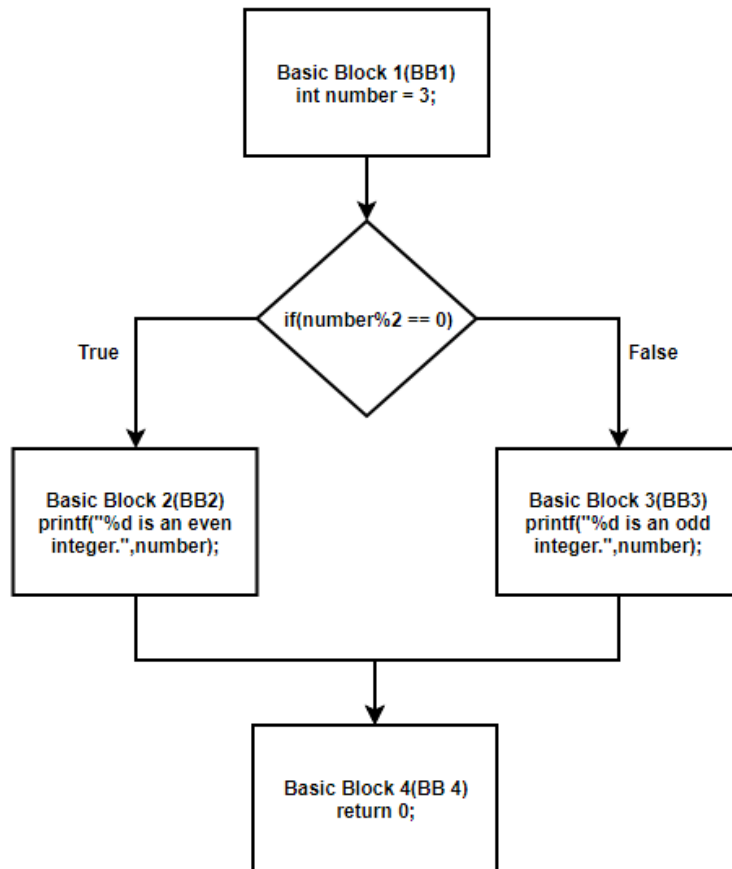 Basic Block 1(BB1)
int number = 3;
if(number%2 == 0)
True
False
Basic Block 2(BB2)
printf("%d is an even
integer.",number);
Basic Block 3(BB3)
printf("%d is an odd
integer.",number);
Basic Block 4(BB 4)
return 0;